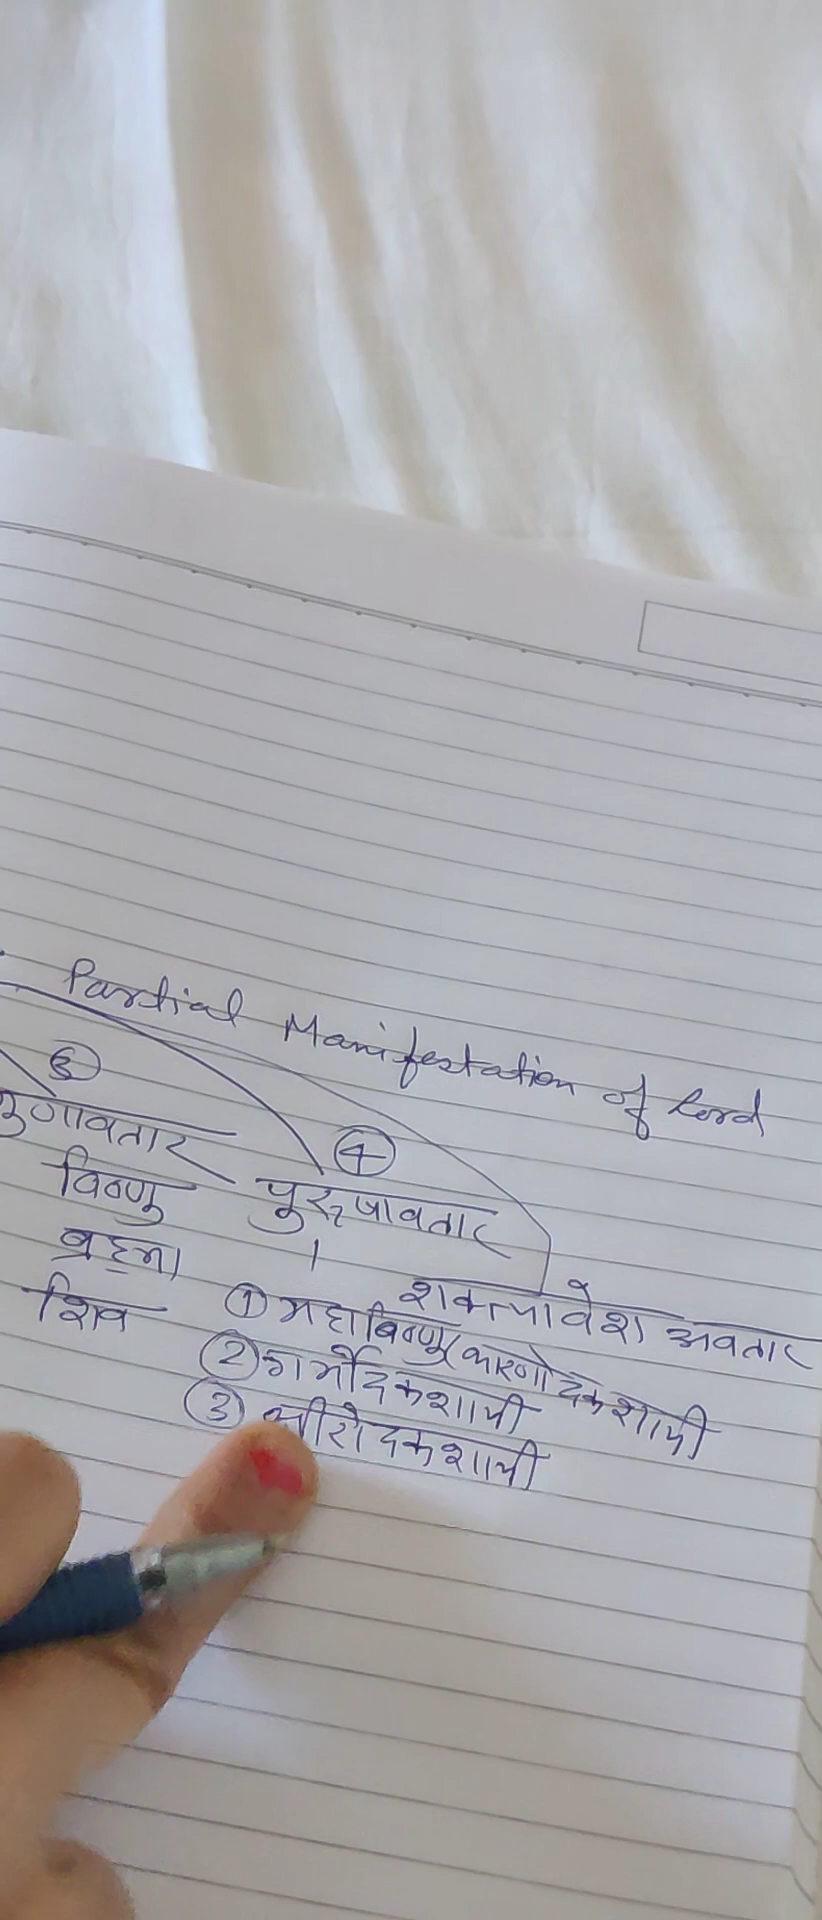 Partial Manifestation of Lord
③
④
गुणावतार
विष्णु
ब्रह्मा
शिव
पुरूषावतार
शक्त्यावेश अवतार
① महाविष्णु (कारणोदकशायी
② गर्भोदकशायी
③ क्षीरोदकशायी